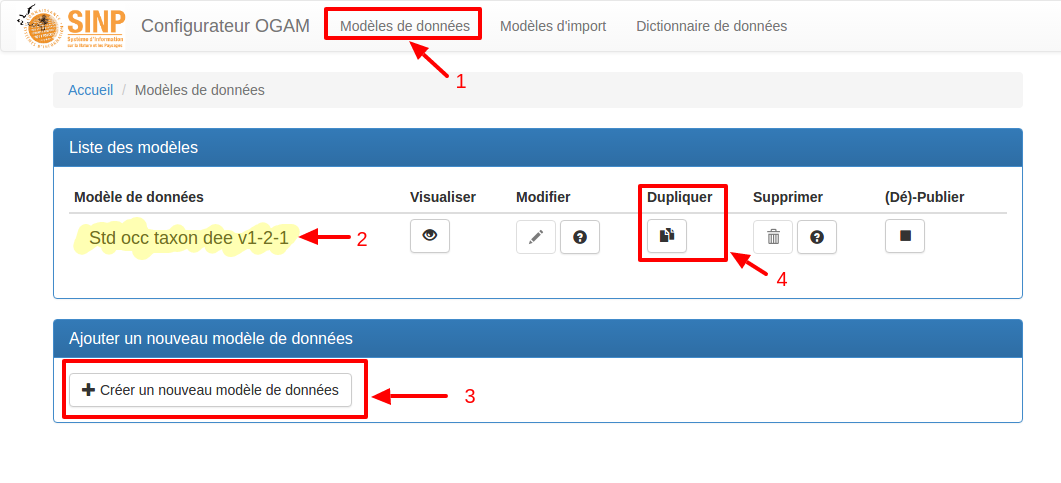 SINP
Système d'Information
sur la Nature et les Paysages
Configurateur OGAM
Modèles de données
Modèles d'import
Dictionnaire de données
1
Accueil / Modèles de données
Liste des modèles
Modèle de données Visualiser Modifier Dupliquer Supprimer (Dé)-Publier
Std occ taxon dee v1-2-1
2
4
Ajouter un nouveau modèle de données
Créer un nouveau modèle de données
3